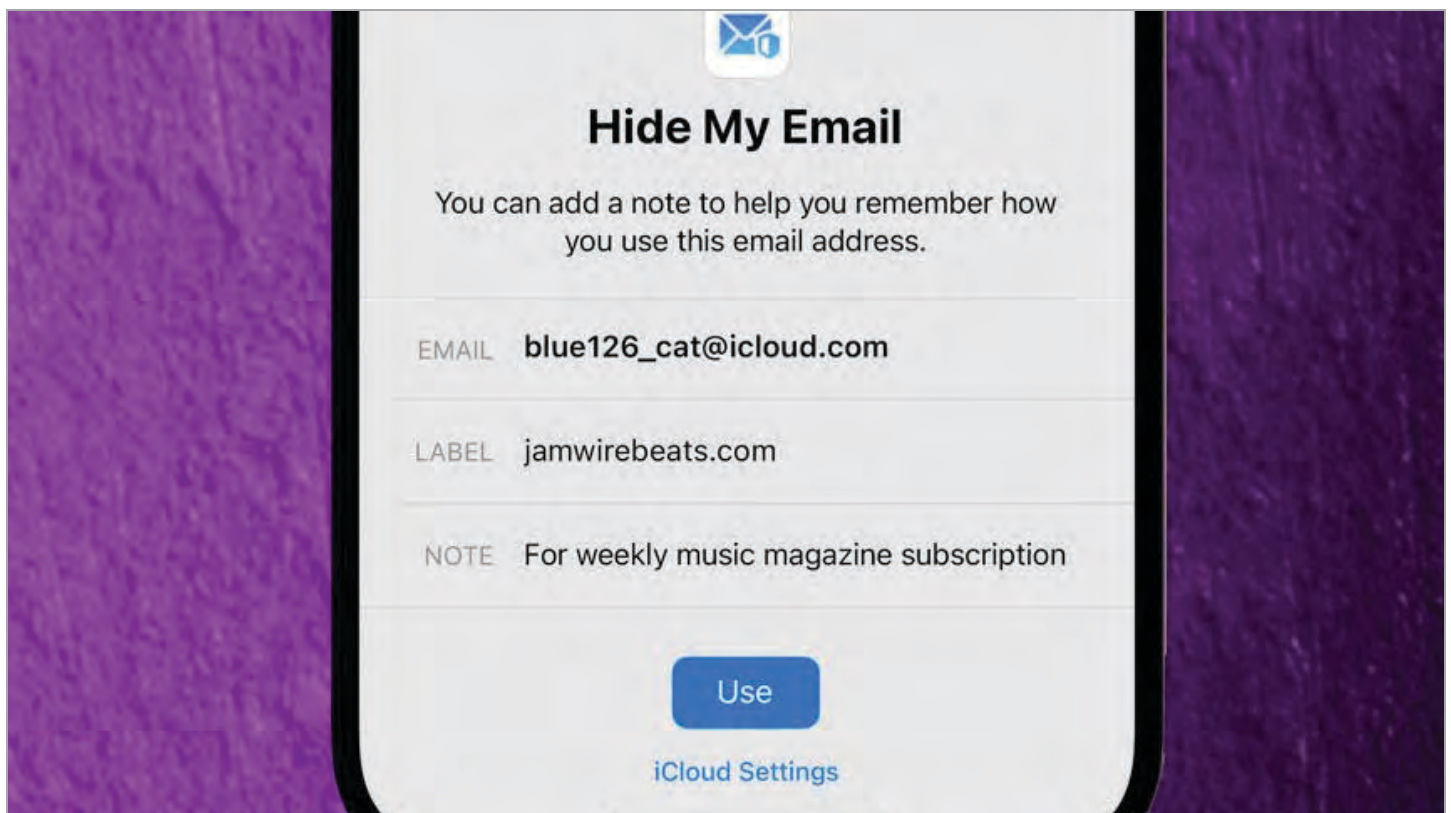 Hide My Email
You can add a note to help you remember how
you use this email address.
EMAIL blue126_cat@icloud.com
LABEL jamwirebeats.com
NOTE For weekly music magazine subscription
Use
iCloud Settings